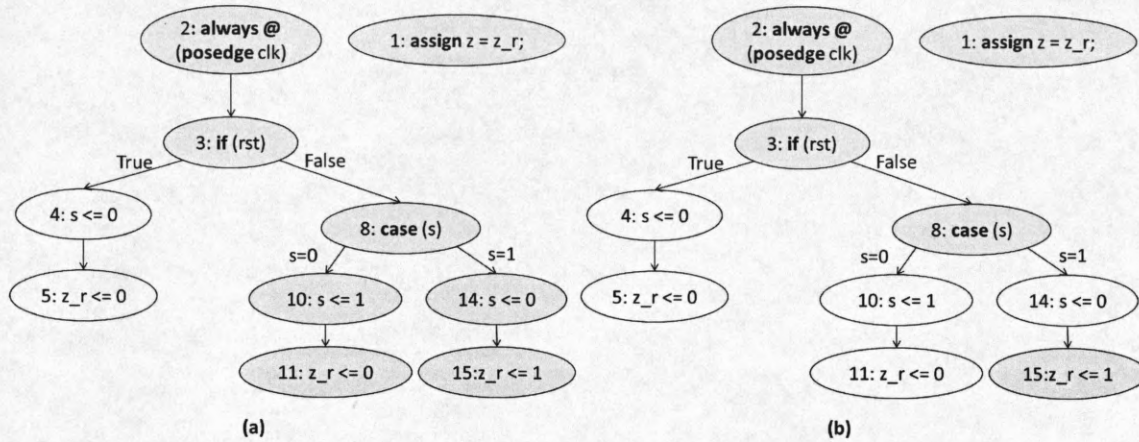 2: always @
(posedge clk)
1: assign z = z_r;
3: if (rst)
True
False
4: s <= 0
8: case (s)
s=0
s=1
5: z_r <= 0
10: s <= 1
14: s <= 0
11: z_r <= 0
15:z_r <= 1
(a)
2: always @
(posedge clk)
1: assign z = z_r;
3: if (rst)
True
False
4: s <= 0
8: case (s)
s=0
s=1
5: z_r <= 0
10: s <= 1
14: s <= 0
11: z_r <= 0
15:z_r <= 1
(b)